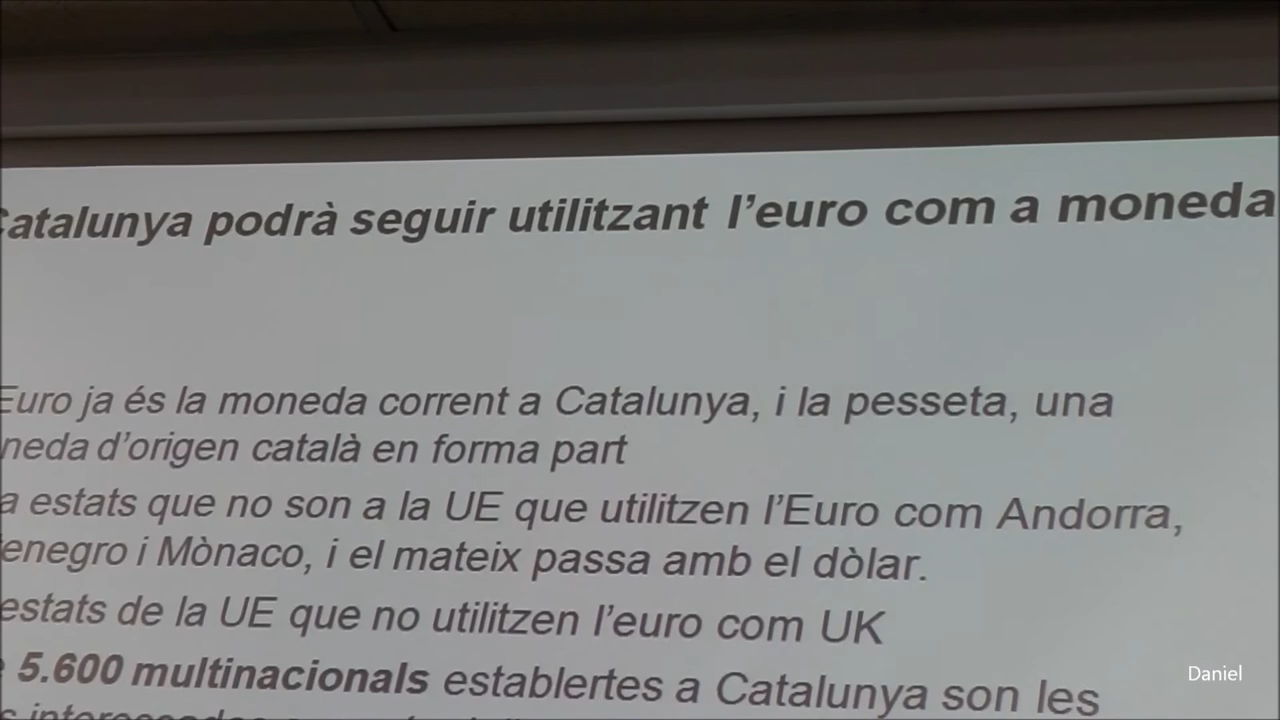 Catalunya podrà seguir utilitzant l'euro com a moneda
Euro ja és la moneda corrent a Catalunya, i la pesseta, una
neda d'origen català en forma part
a estats que no son a la UE que utilitzen l'Euro com Andorra,
enegro i Mònaco, i el mateix passa amb el dòlar.
estats de la UE que no utilitzen l'euro com UK
5.600 multinacionals establertes a Catalunya son les
Daniel